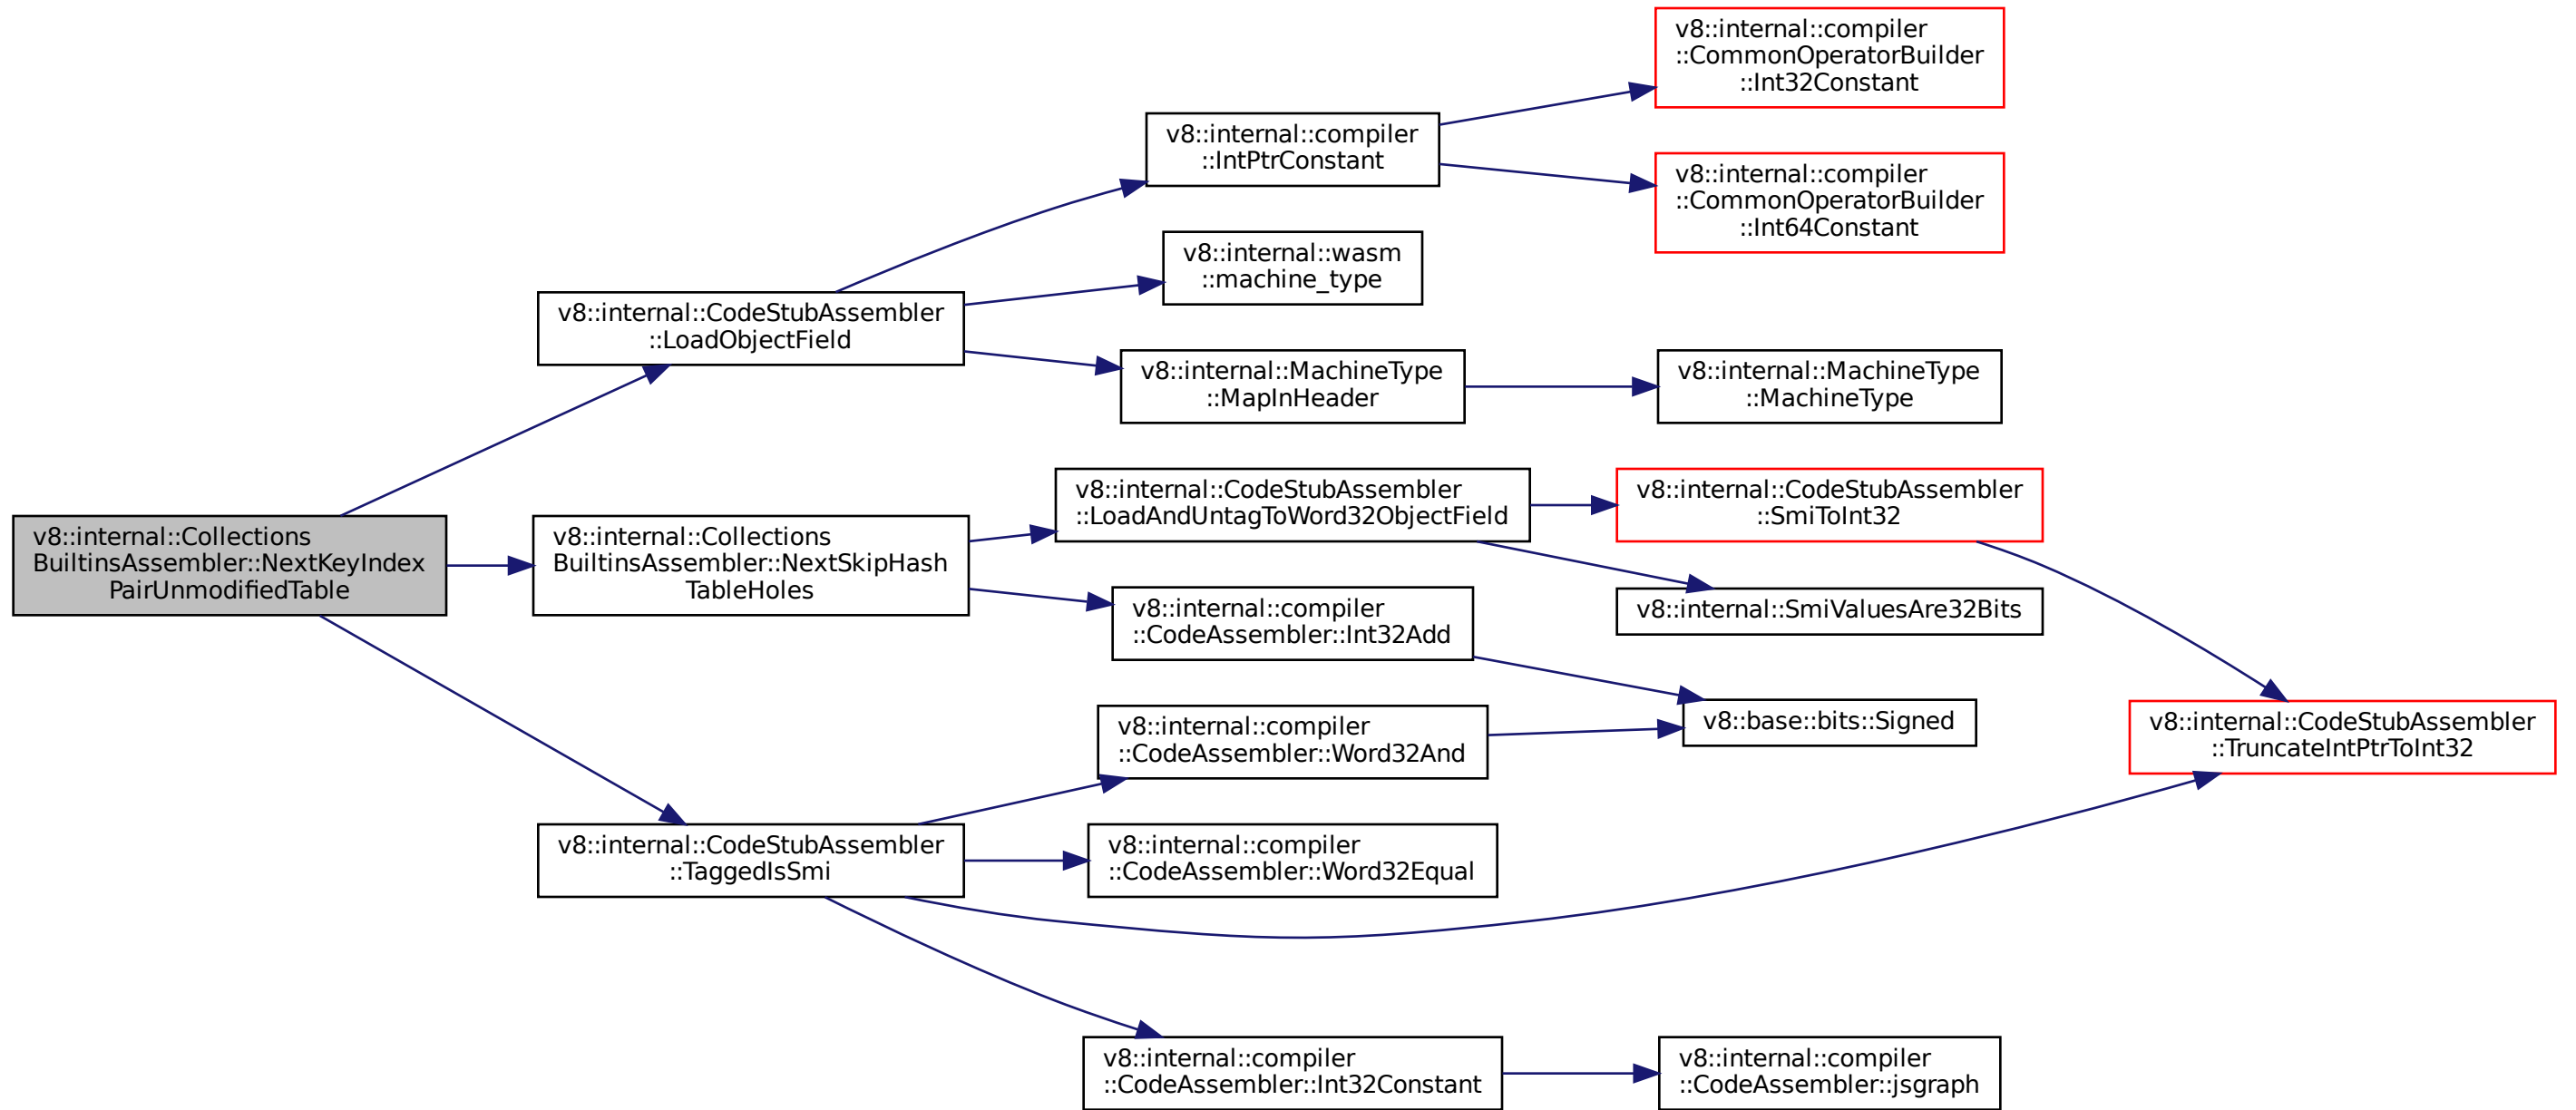 v8::internal::Collections
BuiltinsAssembler::NextKeyIndex
PairUnmodifiedTable
v8::internal::CodeStubAssembler
::LoadObjectField
v8::internal::Collections
BuiltinsAssembler::NextSkipHash
TableHoles
v8::internal::CodeStubAssembler
::TaggedIsSmi
v8::internal::compiler
::IntPtrConstant
v8::internal::wasm
::machine_type
v8::internal::MachineType
::MapInHeader
v8::internal::CodeStubAssembler
::LoadAndUntagToWord32ObjectField
v8::internal::compiler
::CodeAssembler::Int32Add
v8::internal::compiler
::CodeAssembler::Word32And
v8::internal::compiler
::CodeAssembler::Word32Equal
v8::internal::compiler
::CodeAssembler::Int32Constant
v8::internal::compiler
::CommonOperatorBuilder
::Int32Constant
v8::internal::compiler
::CommonOperatorBuilder
::Int64Constant
v8::internal::MachineType
::MachineType
v8::internal::CodeStubAssembler
::SmiToInt32
v8::internal::SmiValuesAre32Bits
v8::base::bits::Signed
v8::internal::compiler
::CodeAssembler::jsgraph
v8::internal::CodeStubAssembler
::TruncateIntPtrToInt32